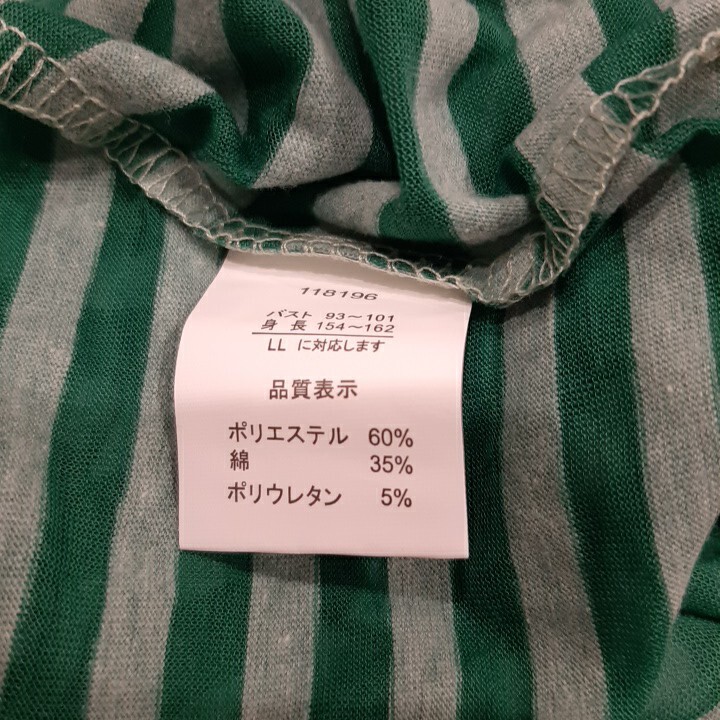 118196
バスト 93～101
身長 154～162
LL に対応します
品質表示
ポリエステル 60%
綿 35%
ポリウレタン 5%